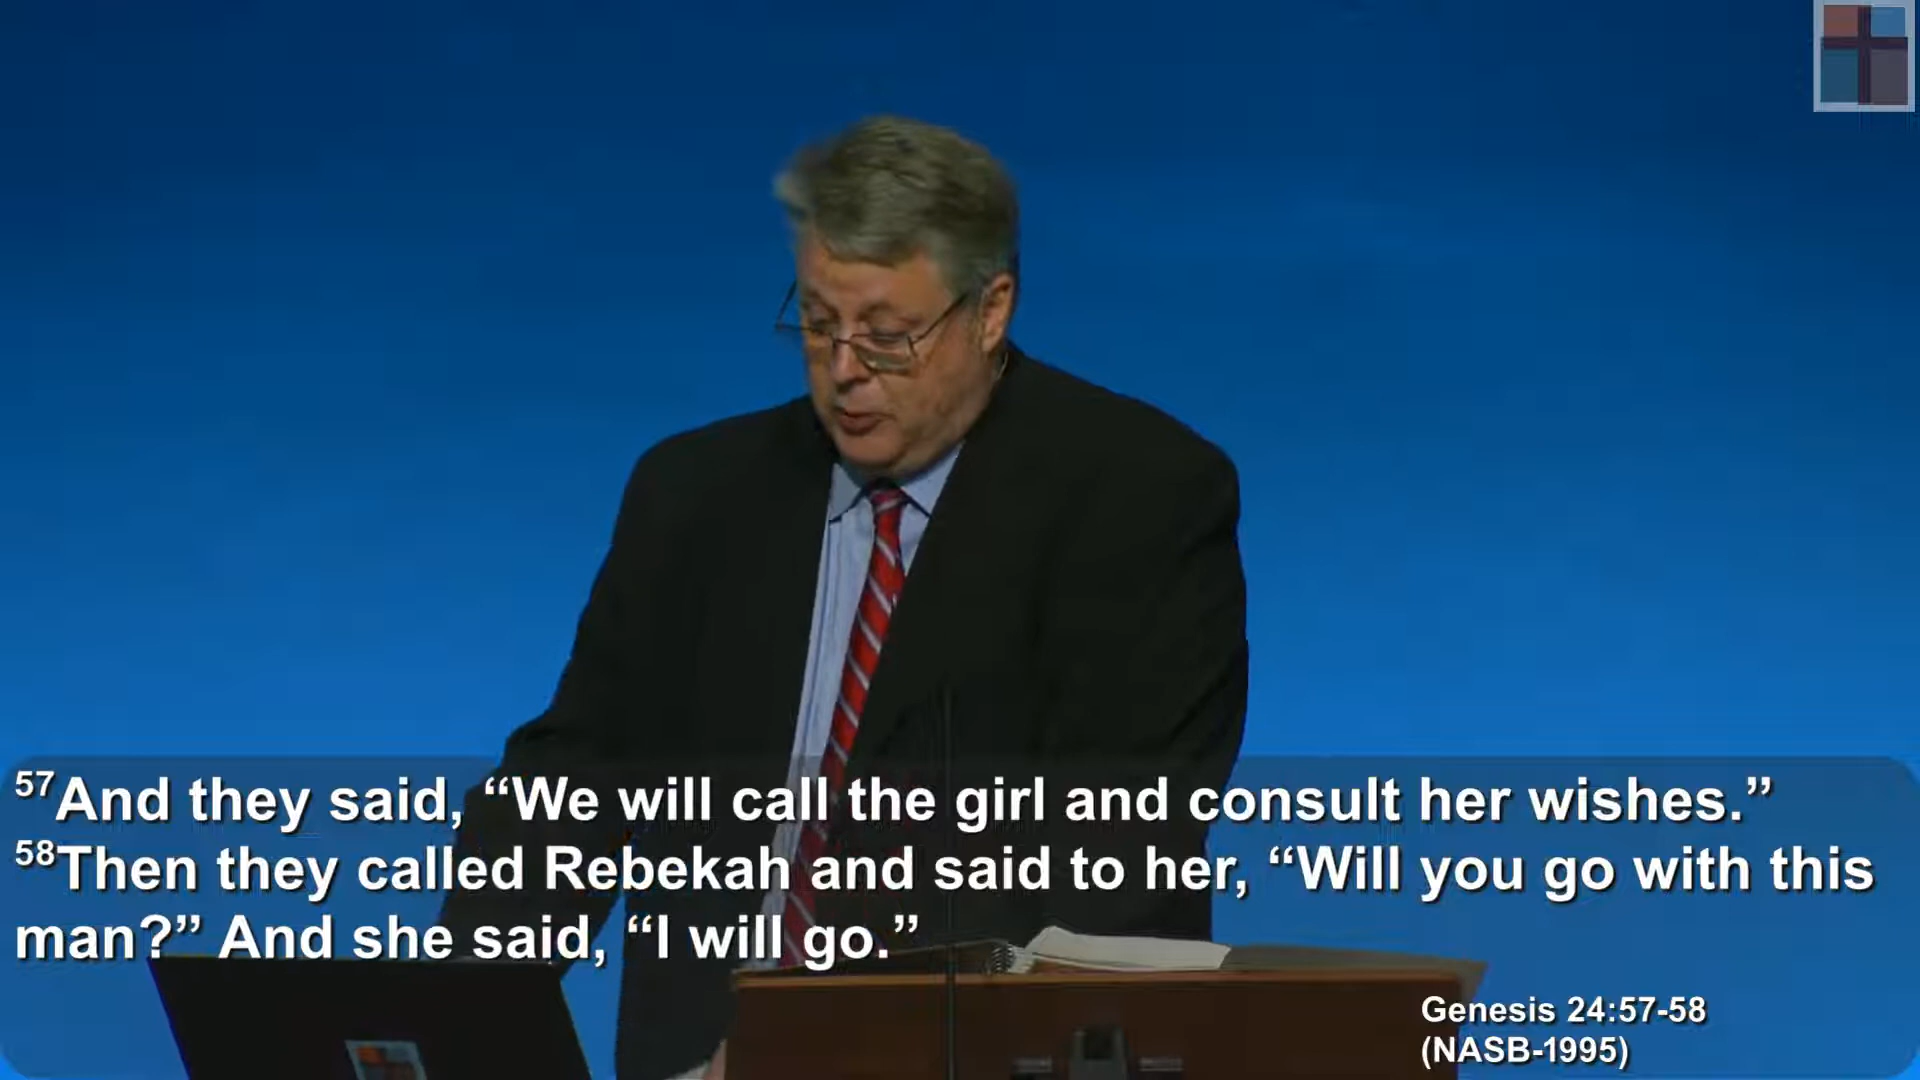 57And they said, “We will call the girl and consult her wishes.”
58Then they called Rebekah and said to her, “Will you go with this
man?” And she said, “I will go.”
Genesis 24:57-58
(NASB-1995)